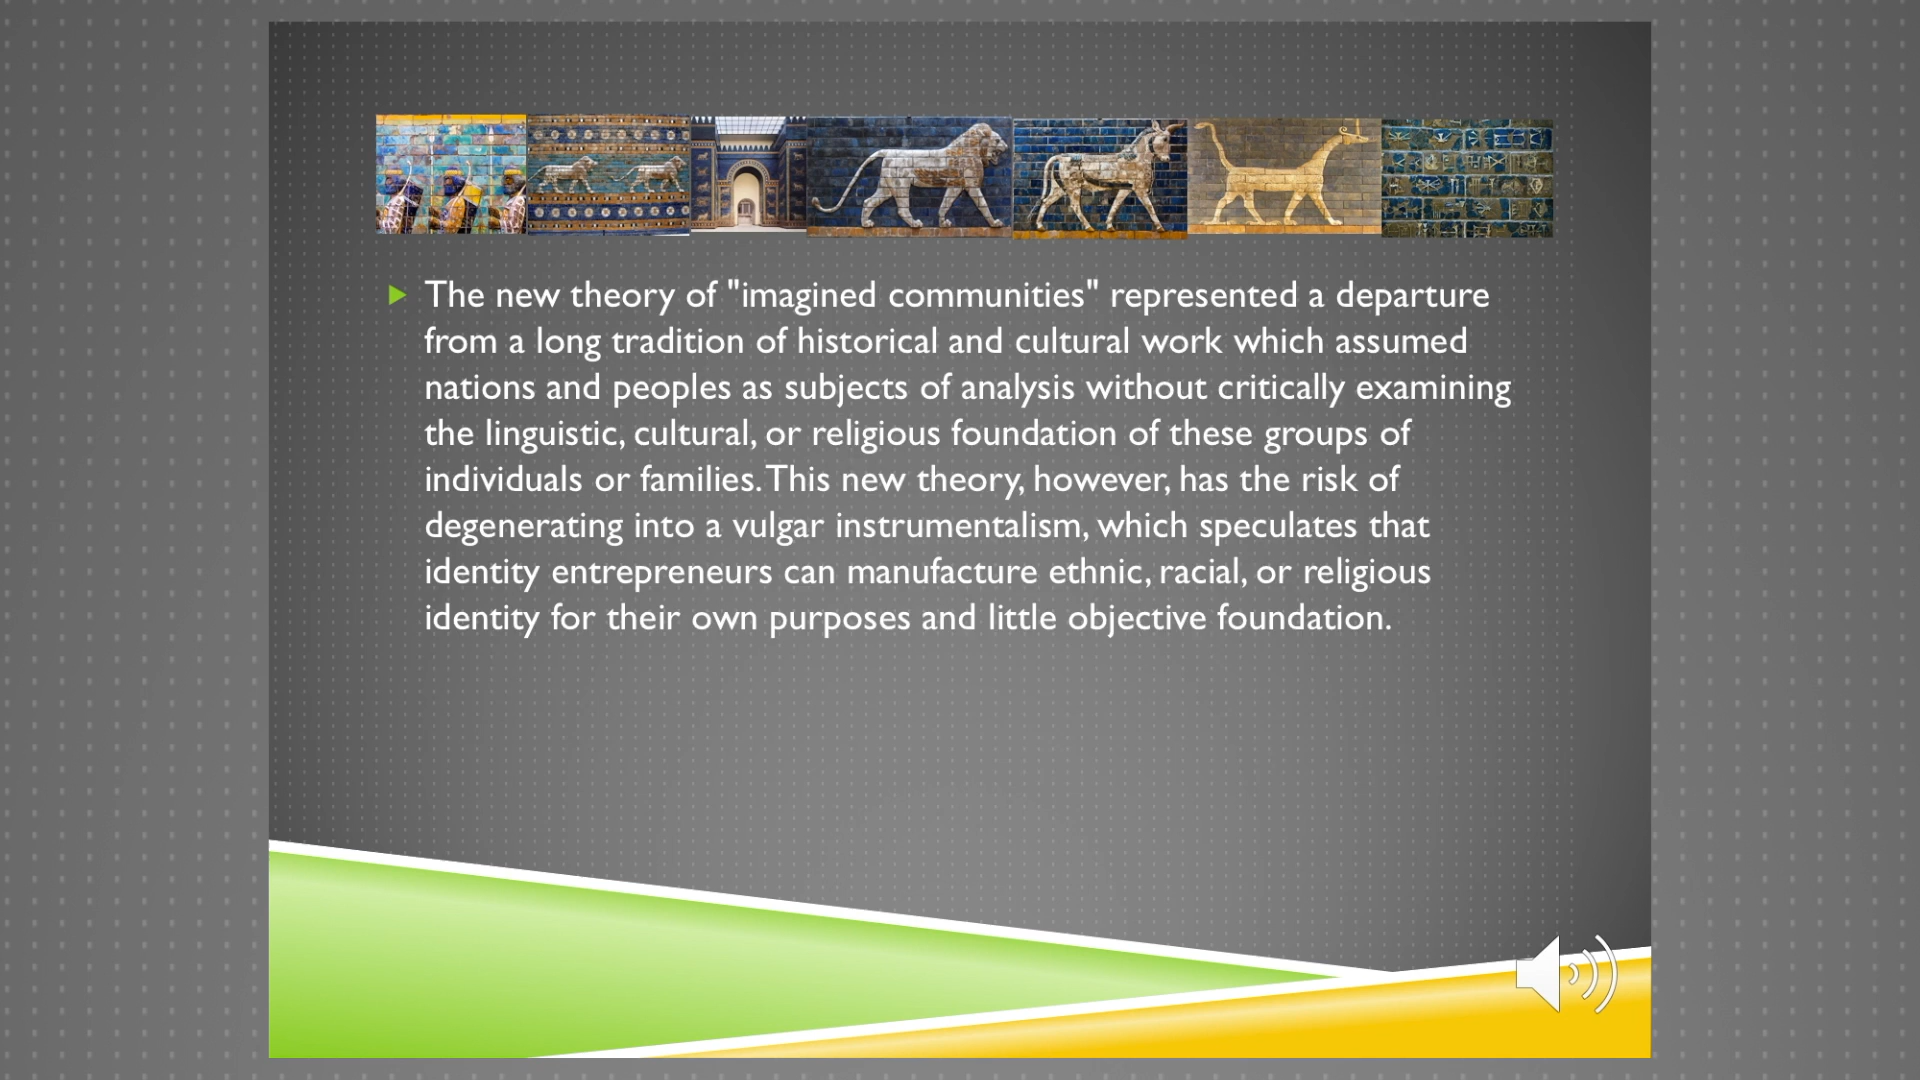 The new theory of "imagined communities" represented a departure
from a long tradition of historical and cultural work which assumed
nations and peoples as subjects of analysis without critically examining
the linguistic, cultural, or religious foundation of these groups of
individuals or families. This new theory, however, has the risk of
degenerating into a vulgar instrumentalism, which speculates that
identity entrepreneurs can manufacture ethnic, racial, or religious
identity for their own purposes and little objective foundation.